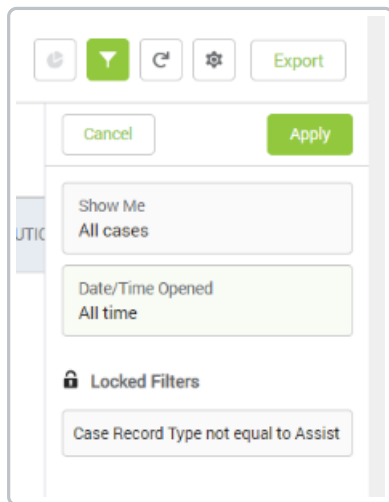 Export
Cancel
Apply
Show Me
All cases
UTIO
Date/Time Opened
All time
Locked Filters
Case Record Type not equal to Assist